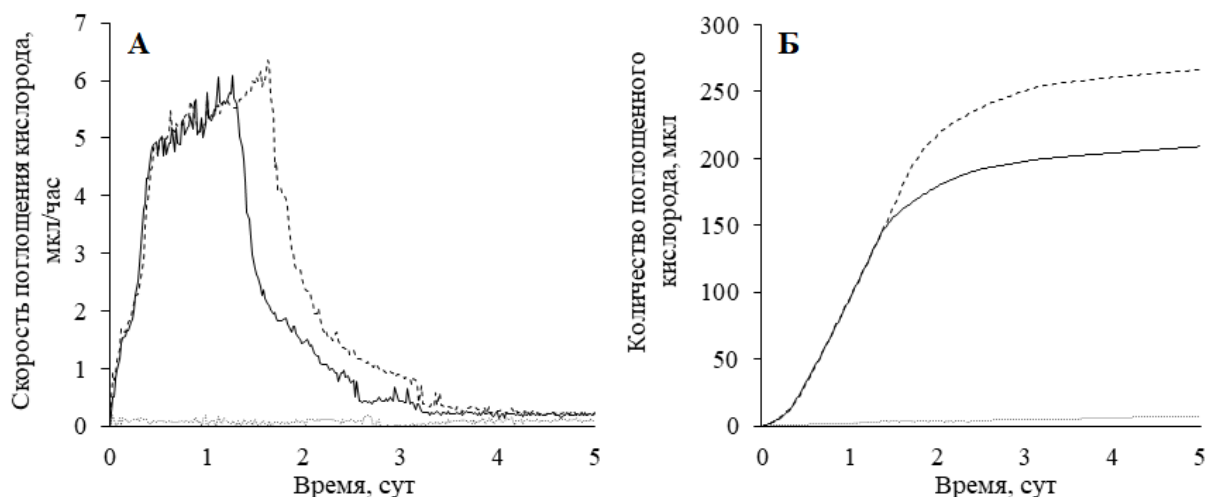 А
Скорость поглощения кислорода,
мкл/час
7
6
5
4
3
2
1
0
0 1 2 3 4 5
Время, сут
Б
Количество поглощенного
кислорода, мкл
300
250
200
150
100
50
0
0 1 2 3 4 5
Время, сут